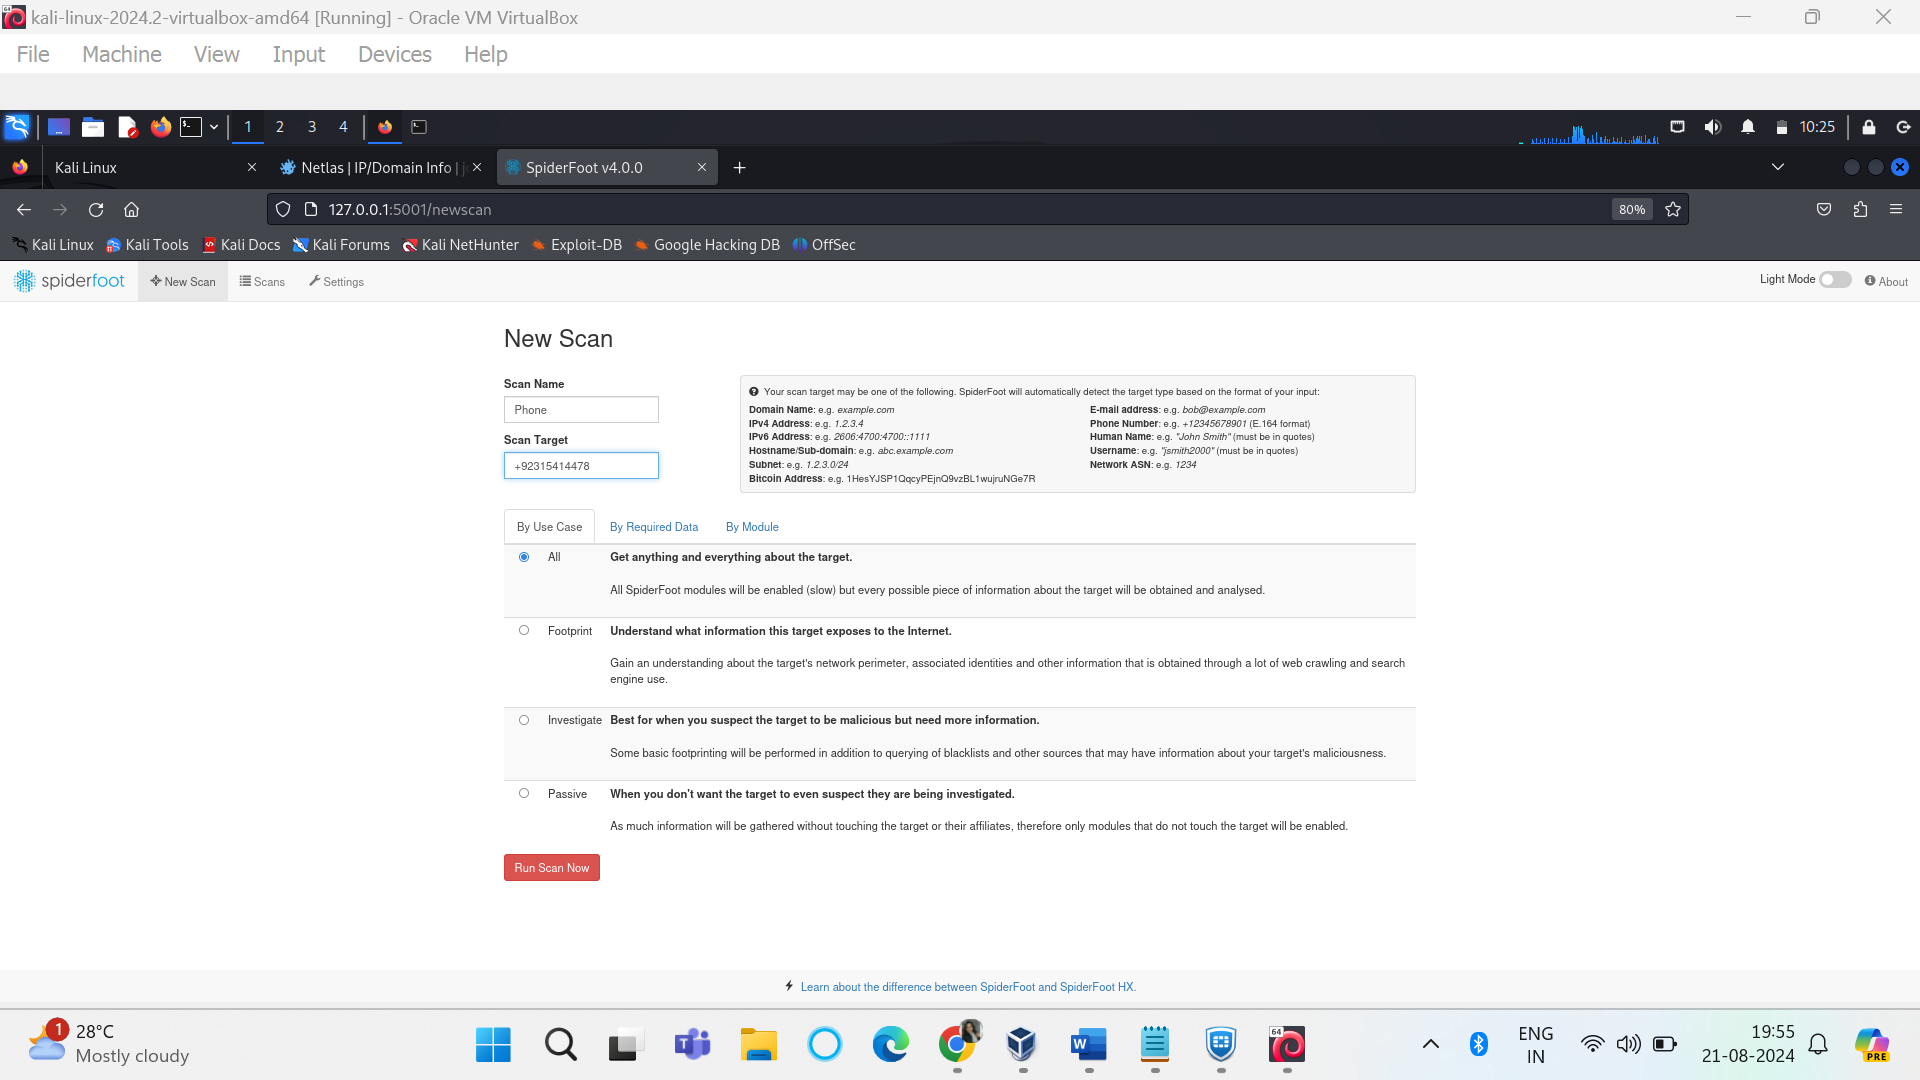 kali-linux-2024.2-virtualbox-amd64 [Running] - Oracle VM VirtualBox
File Machine View Input Devices Help
1 2 3 4 10:25
Kali Linux Netlas | IP/Domain Info | SpiderFoot v4.0.0
127.0.0.1:5001/newscan 80%
Kali Linux Kali Tools Kali Docs Kali Forums Kali NetHunter Exploit-DB Google Hacking DB OffSec
spiderfoot New Scan Scans Settings Light Mode About
New Scan
Scan Name
Phone
Scan Target
+92315414478
Your scan target may be one of the following. SpiderFoot will automatically detect the target type based on the format of your input:
Domain Name: e.g. example.com
IPv4 Address: e.g. 1.2.3.4
IPv6 Address: e.g. 2606:4700:4700::1111
Hostname/Sub-domain: e.g. abc.example.com
Subnet: e.g. 1.2.3.0/24
Bitcoin Address: e.g. 1HesYJSP1QqcyPEjnQ9vzBL1wujruNGe7R
E-mail address: e.g. bob@example.com
Phone Number: e.g. +12345678901 (E.164 format)
Human Name: e.g. "John Smith" (must be in quotes)
Username: e.g. "jsmith2000" (must be in quotes)
Network ASN: e.g. 1234
By Use Case By Required Data By Module
All Get anything and everything about the target.
All SpiderFoot modules will be enabled (slow) but every possible piece of information about the target will be obtained and analysed.
Footprint Understand what information this target exposes to the Internet.
Gain an understanding about the target's network perimeter, associated identities and other information that is obtained through a lot of web crawling and search
engine use.
Investigate Best for when you suspect the target to be malicious but need more information.
Some basic footprinting will be performed in addition to querying of blacklists and other sources that may have information about your target's maliciousness.
Passive When you don't want the target to even suspect they are being investigated.
As much information will be gathered without touching the target or their affiliates, therefore only modules that do not touch the target will be enabled.
Run Scan Now
Learn about the difference between SpiderFoot and SpiderFoot HX.
1 28°C
Mostly cloudy
64
ENG
IN
19:55
21-08-2024
PRE